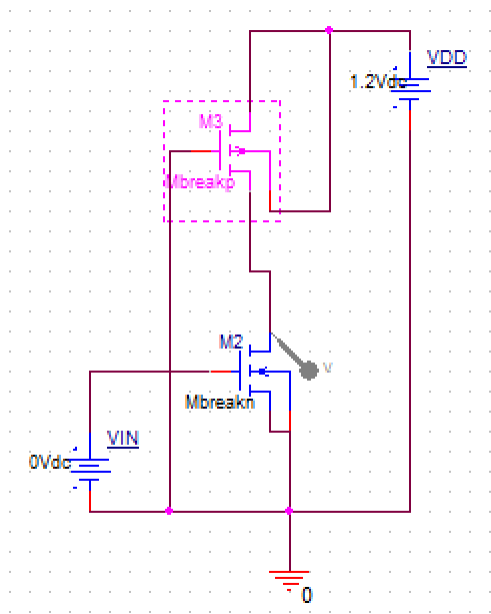 VDD
1.2Vdc
M3
Mbreakp
M2
V
Mbreakn
VIN
0Vdc
0